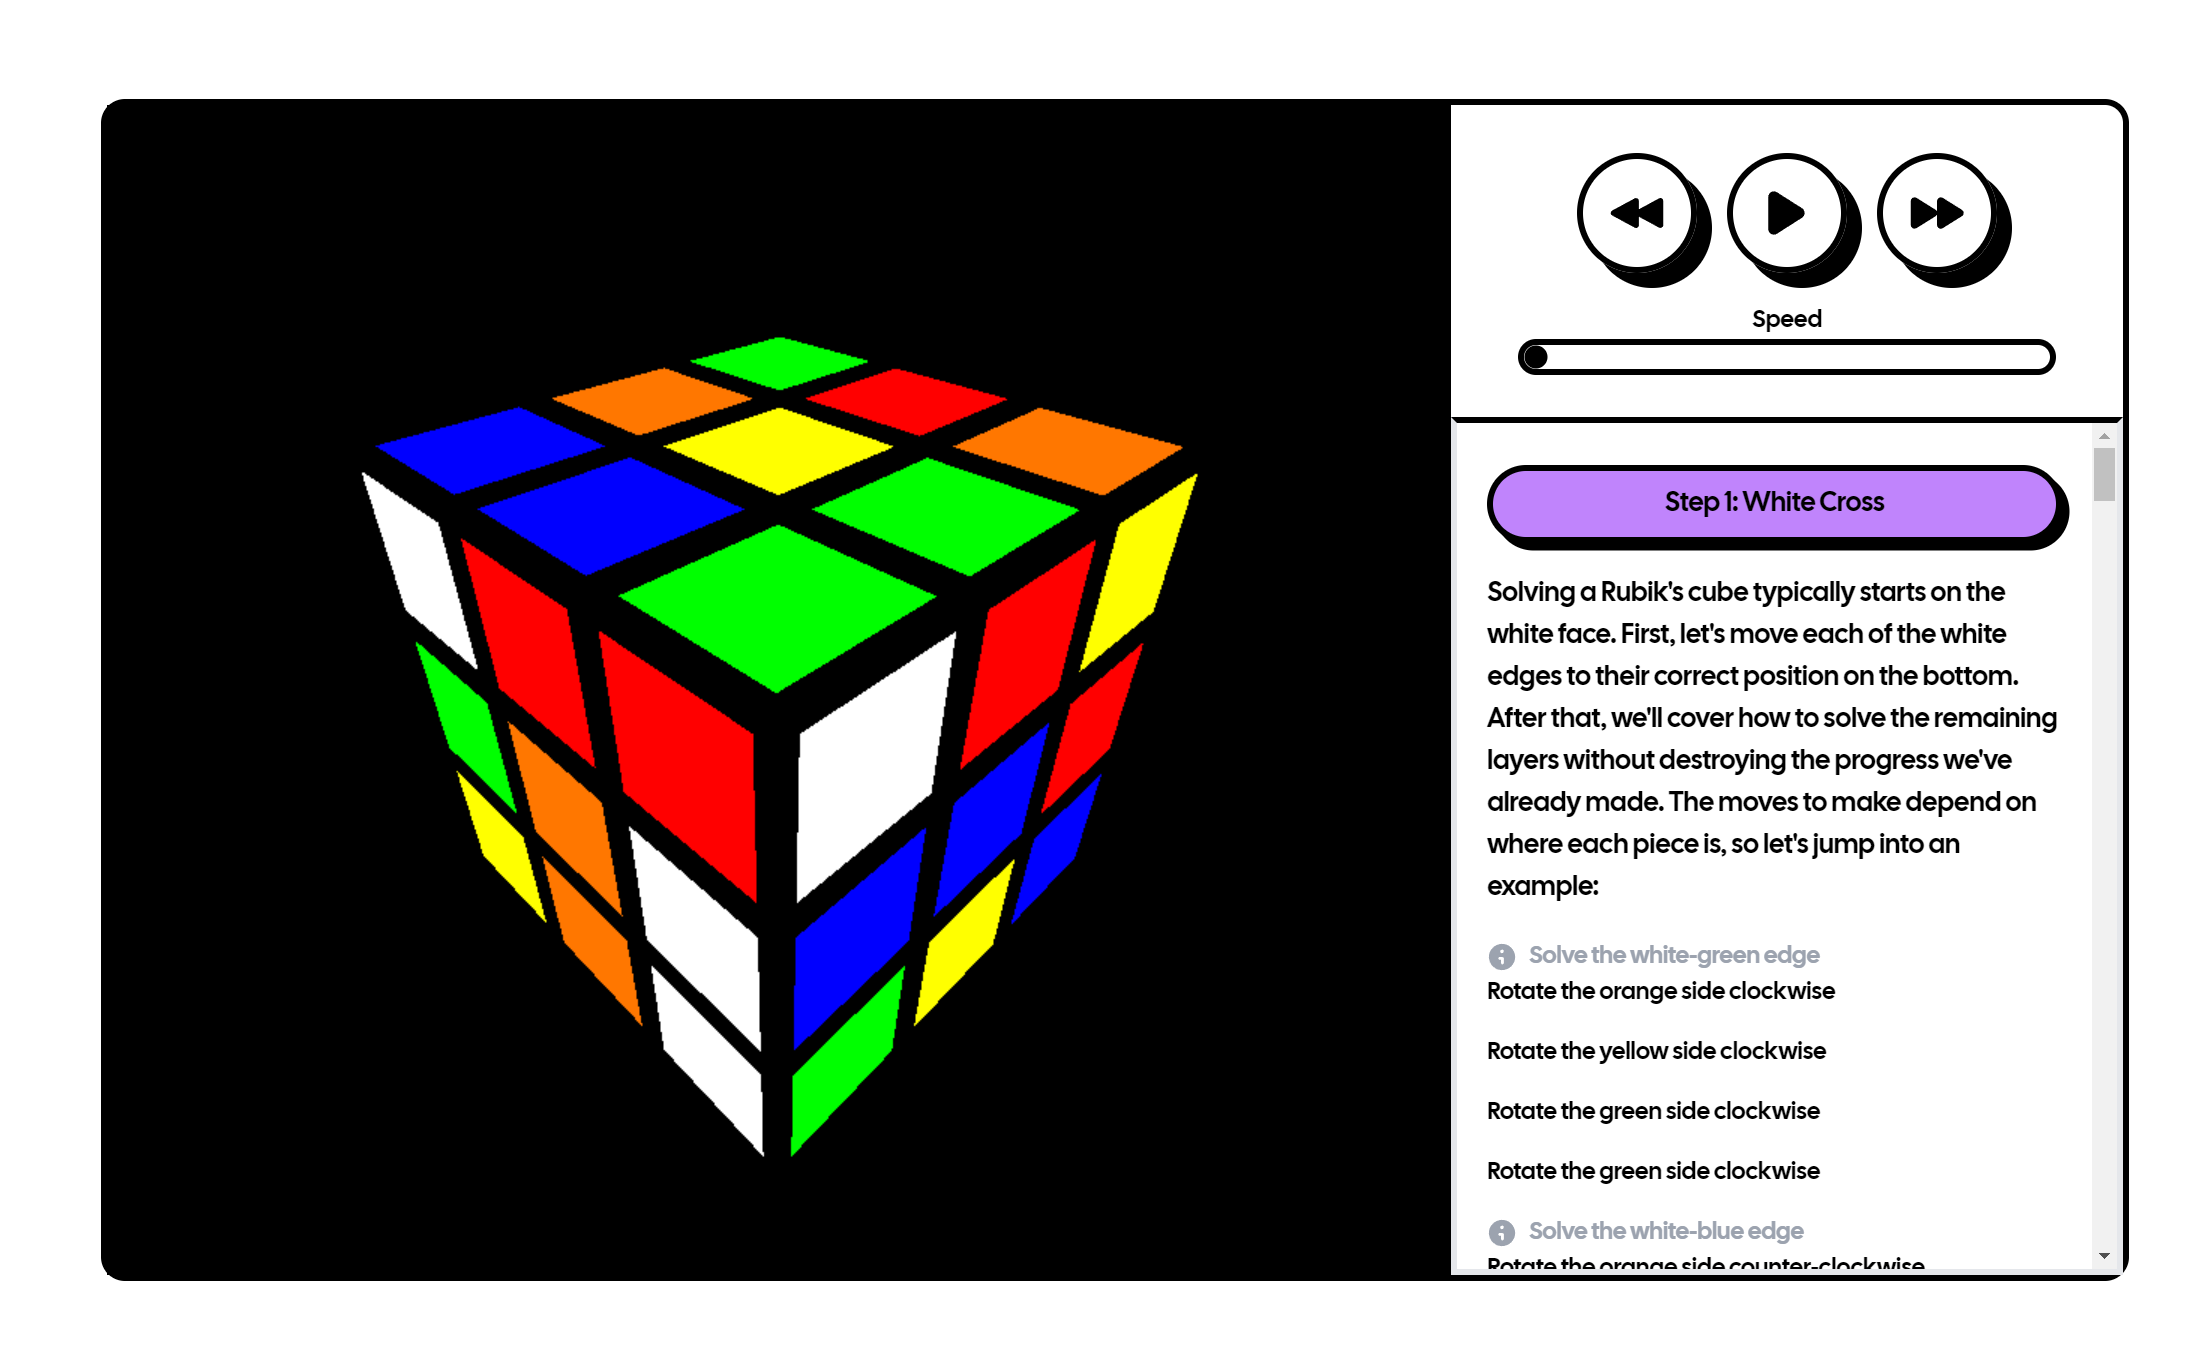 Speed
Step 1: White Cross
Solving a Rubik's cube typically starts on the
white face. First, let's move each of the white
edges to their correct position on the bottom.
After that, we'll cover how to solve the remaining
layers without destroying the progress we've
already made. The moves to make depend on
where each piece is, so let's jump into an
example:
Solve the white-green edge
Rotate the orange side clockwise
Rotate the yellow side clockwise
Rotate the green side clockwise
Rotate the green side clockwise
Solve the white-blue edge
Rotate the orange side counter-clockwise